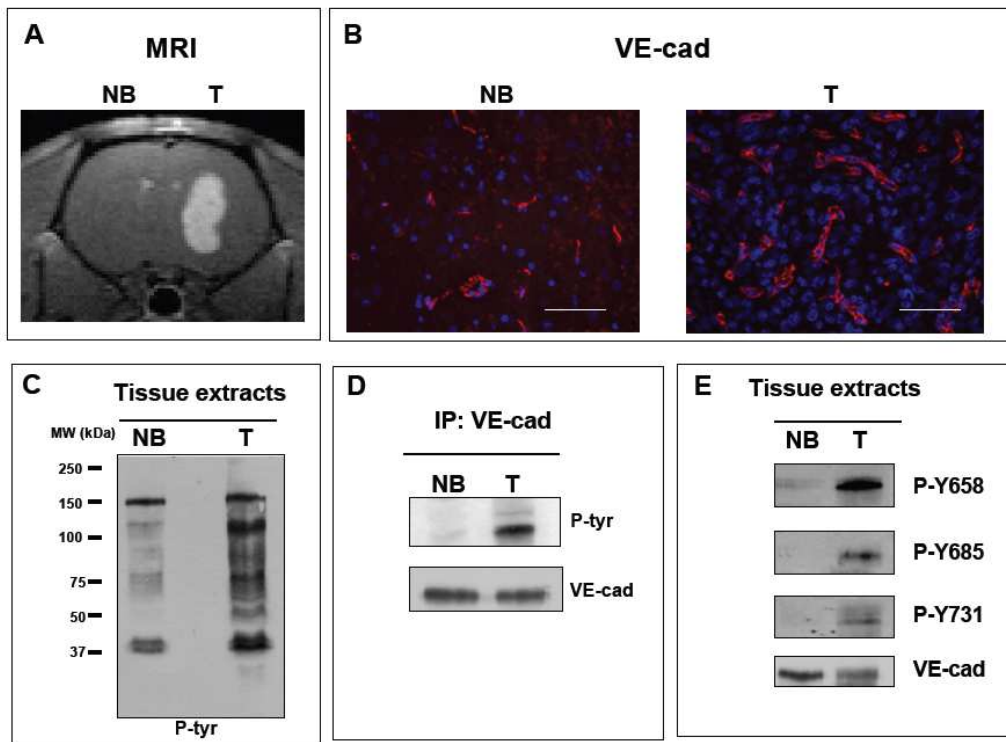 A
MRI
NB T
B
VE-cad
NB T
C
Tissue extracts
MW (kDa) NB T
250
150
100
75
50
37
P-tyr
D
IP: VE-cad
NB T
P-tyr
VE-cad
E
Tissue extracts
NB T
P-Y658
P-Y685
P-Y731
VE-cad